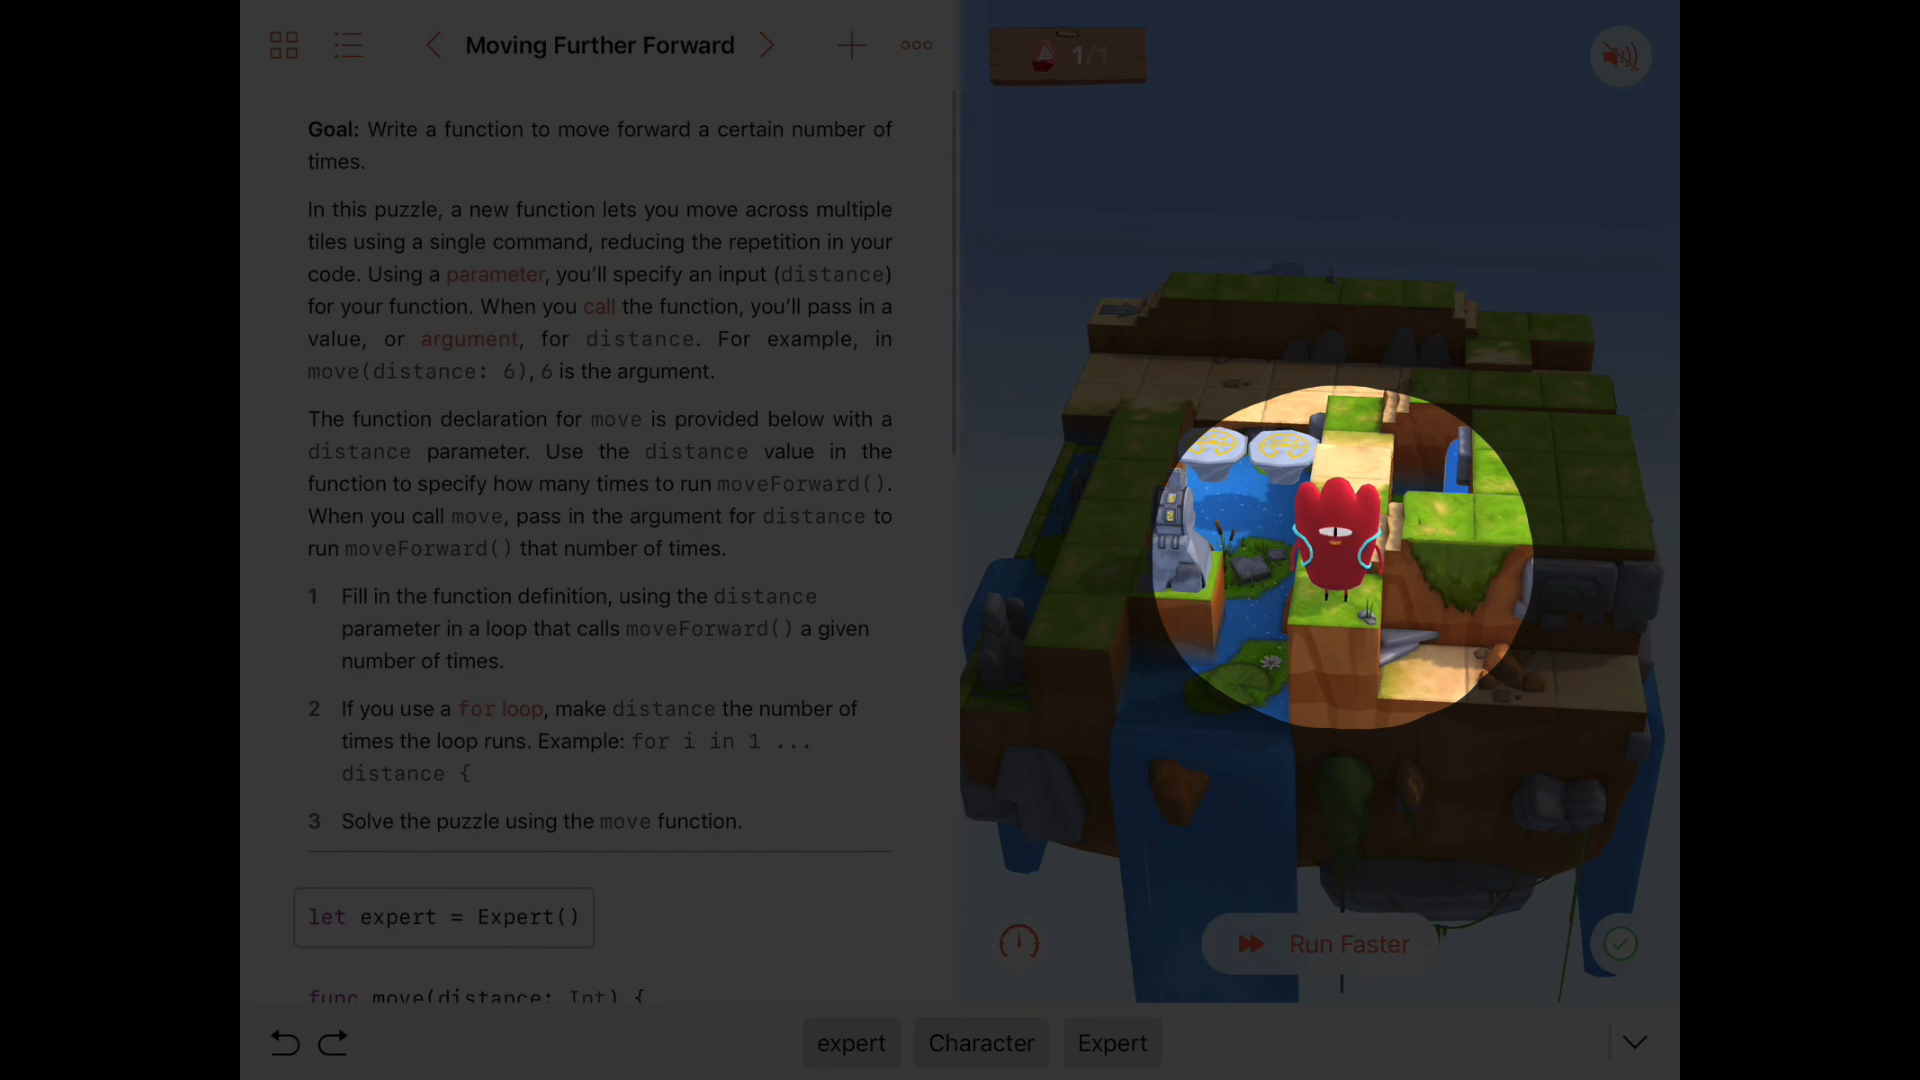 Moving Further Forward
1/1
Goal: Write a function to move forward a certain number of
times.
In this puzzle, a new function lets you move across multiple
tiles using a single command, reducing the repetition in your
code. Using a parameter, you’ll specify an input (distance)
for your function. When you call the function, you’ll pass in a
value, or argument, for distance. For example, in
move(distance: 6), 6 is the argument.
The function declaration for move is provided below with a
distance parameter. Use the distance value in the
function to specify how many times to run moveForward().
When you call move, pass in the argument for distance to
run moveForward() that number of times.
1 Fill in the function definition, using the distance
parameter in a loop that calls moveForward() a given
number of times.
2 If you use a for loop, make distance the number of
times the loop runs. Example: for i in 1 ...
distance {
3 Solve the puzzle using the move function.
let expert = Expert()
func move(distance: Int) {
Run Faster
expert Character Expert